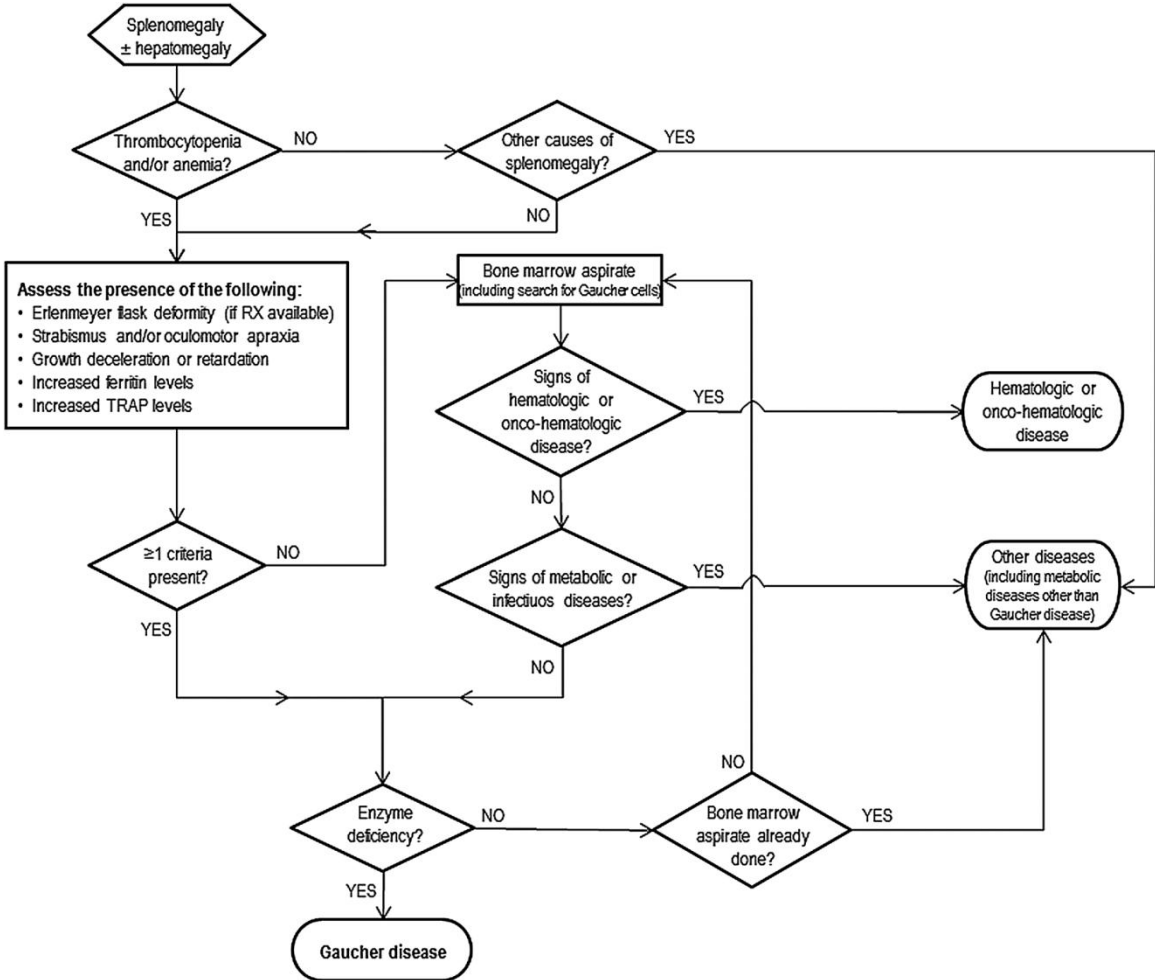 Splenomegaly
± hepatomegaly
Thrombocytopenia
and/or anemia?
NO
Other causes of
splenomegaly?
YES
YES
NO
Assess the presence of the following:
• Erlenmeyer flask deformity (if RX available)
• Strabismus and/or oculomotor apraxia
• Growth deceleration or retardation
• Increased ferritin levels
• Increased TRAP levels
Bone marrow aspirate
(including search for Gaucher cells)
Signs of
hematologic or
onco-hematologic
disease?
YES
Hematologic or
onco-hematologic
disease
NO
≥1 criteria
present?
NO
YES
Signs of metabolic or
infectiuos diseases?
YES
Other diseases
(including metabolic
diseases other than
Gaucher disease)
NO
Enzyme
deficiency?
NO
YES
Bone marrow
aspirate already
done?
NO
YES
Gaucher disease